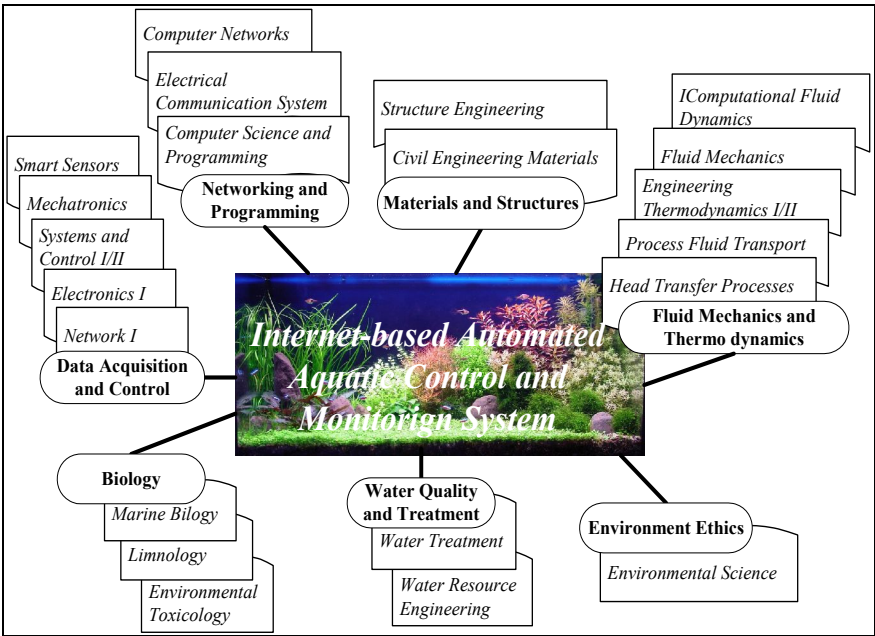 Computer Networks
Electrical
Communication System
Computer Science and
Programming
Networking and
Programming
Structure Engineering
Civil Engineering Materials
Materials and Structures
IComputational Fluid
Dynamics
Fluid Mechanics
Engineering
Thermodynamics I/II
Process Fluid Transport
Head Transfer Processes
Fluid Mechanics and
Thermo dynamics
Smart Sensors
Mechatronics
Systems and
Control I/II
Electronics I
Network I
Data Acquisition
and Control
Internet-based Automated
Aquatic Control and
Monitorign System
Biology
Marine Bilogy
Limnology
Environmental
Toxicology
Water Quality
and Treatment
Water Treatment
Water Resource
Engineering
Environment Ethics
Environmental Science